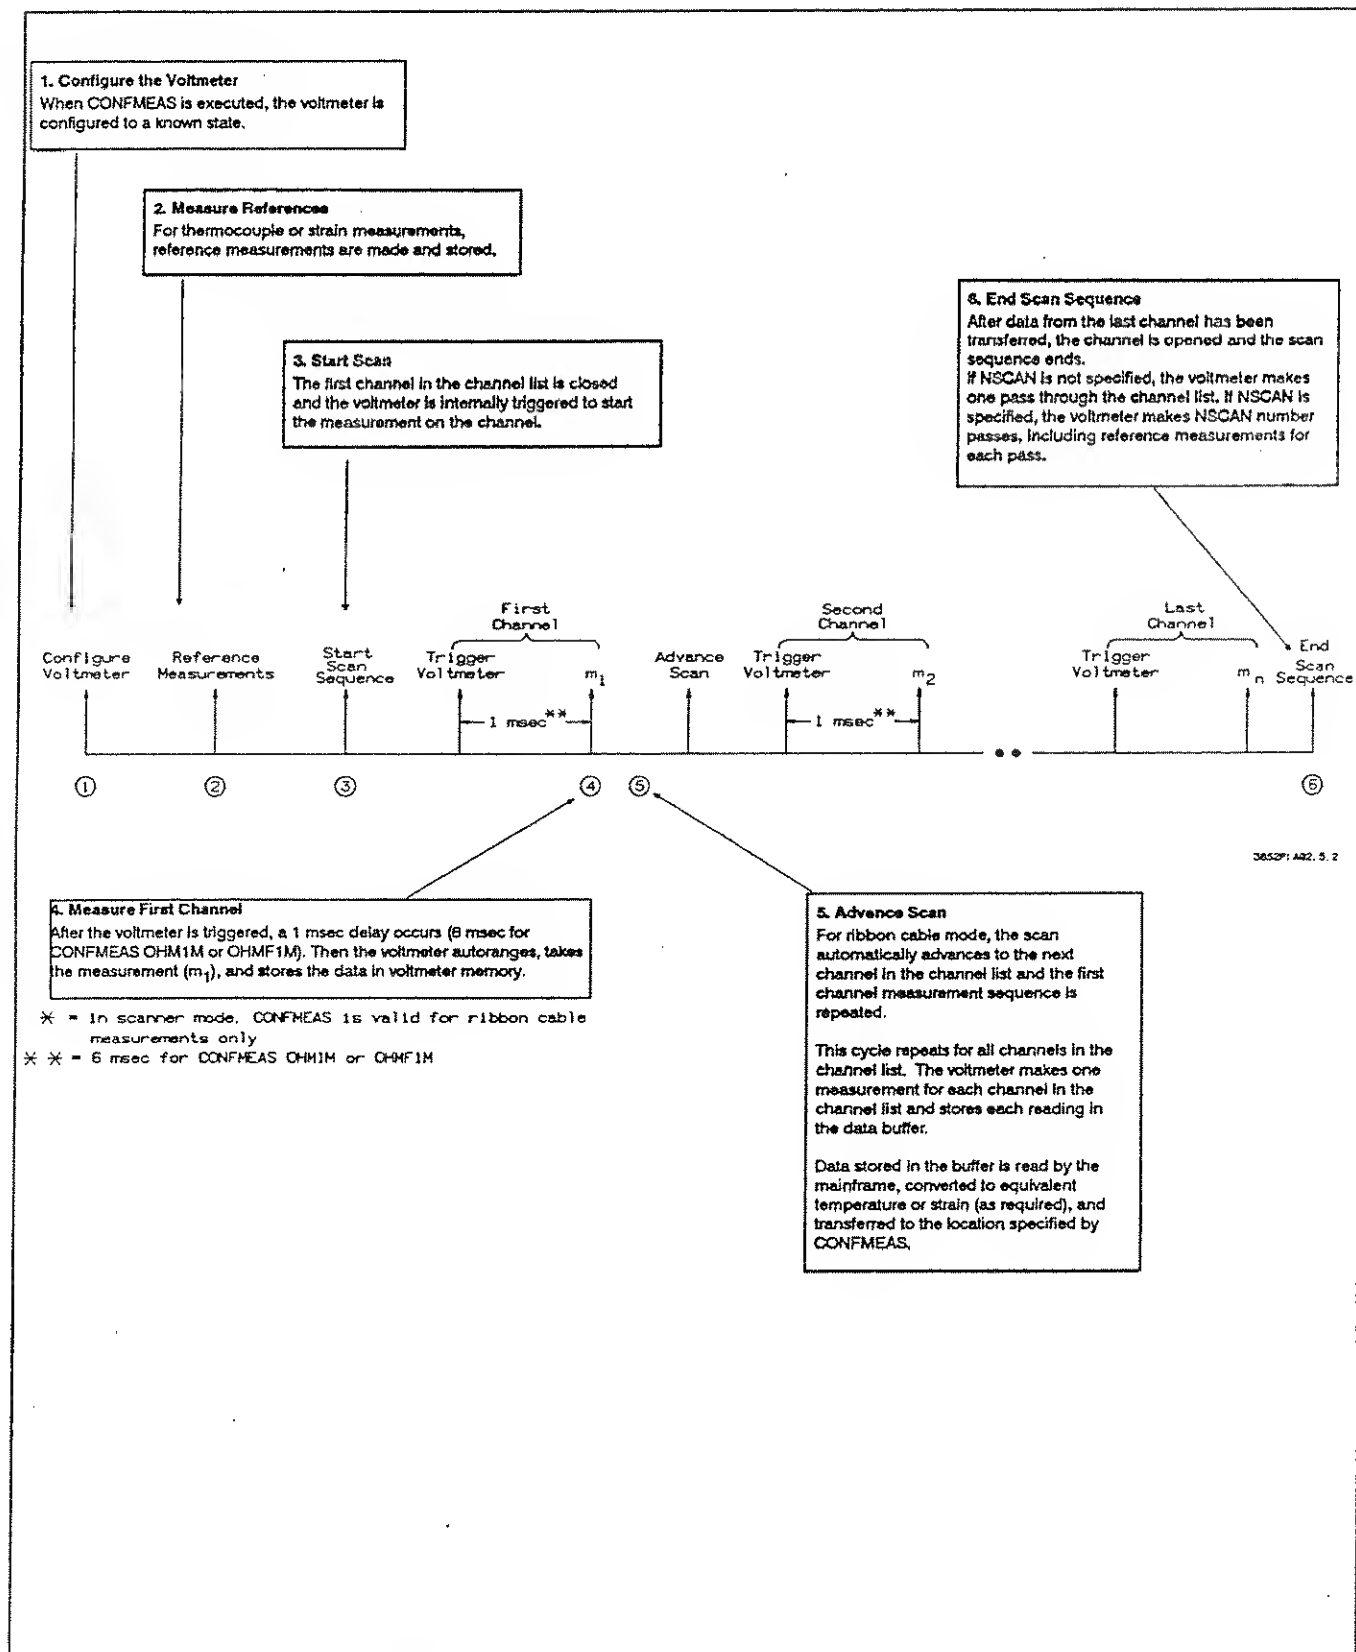 1. Configure the Voltmeter
When CONFMEAS is executed, the voltmeter is
configured to a known state.
2. Measure References
For thermocouple or strain measurements,
reference measurements are made and stored.
3. Start Scan
The first channel in the channel list is closed
and the voltmeter is internally triggered to start
the measurement on the channel.
6. End Scan Sequence
After data from the last channel has been
transferred, the channel is opened and the scan
sequence ends.
If NSCAN is not specified, the voltmeter makes
one pass through the channel list. If NSCAN is
specified, the voltmeter makes NSCAN number
passes, including reference measurements for
each pass.
Configure
Voltmeter
Reference
Measurements
Start
Scan
Sequence
First
Channel
Trigger
Voltmeter
m1
1 msec**
Advance
Scan
Second
Channel
Trigger
Voltmeter
m2
1 msec**
Last
Channel
Trigger
Voltmeter
mn
End
Scan
Sequence
1
2
3
4
5
6
4. Measure First Channel
After the voltmeter is triggered, a 1 msec delay occurs (6 msec for
CONFMEAS OHM1M or OHMF1M). Then the voltmeter autoranges, takes
the measurement (m1), and stores the data in voltmeter memory.
* = In scanner mode, CONFMEAS is valid for ribbon cable
measurements only
* * = 6 msec for CONFMEAS OHM1M or OHMF1M
5. Advance Scan
For ribbon cable mode, the scan
automatically advances to the next
channel in the channel list and the first
channel measurement sequence is
repeated.
This cycle repeats for all channels in the
channel list. The voltmeter makes one
measurement for each channel in the
channel list and stores each reading in
the data buffer.
Data stored in the buffer is read by the
mainframe, converted to equivalent
temperature or strain (as required), and
transferred to the location specified by
CONFMEAS.